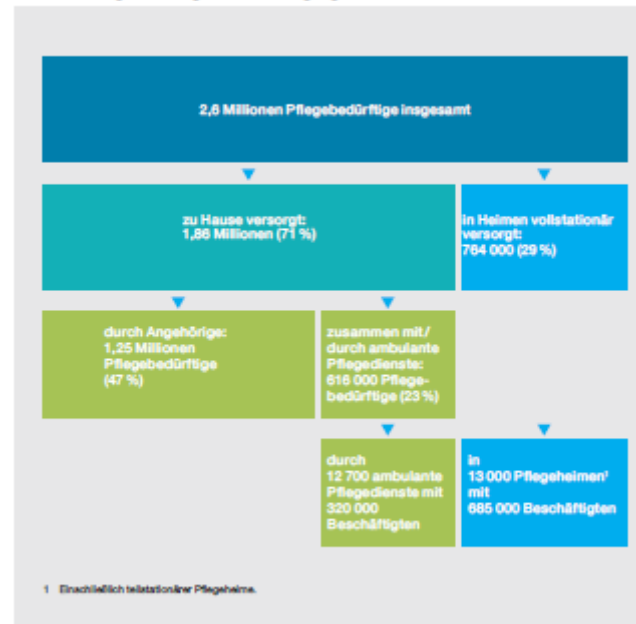 2,6 Millionen Pflegebedürftige insgesamt
zu Hause versorgt:
1,86 Millionen (71 %)
in Heimen vollstationär
versorgt:
764 000 (29 %)
durch Angehörige:
1,25 Millionen
Pflegebedürftige
(47 %)
zusammen mit/
durch ambulante
Pflegedienste:
616 000 Pflege-
bedürftige (23 %)
durch
12 700 ambulante
Pflegedienste mit
320 000
Beschäftigten
in
13 000 Pflegeheimen¹
mit
685 000 Beschäftigten
1 Einschließlich teilstationärer Pflegeheime.